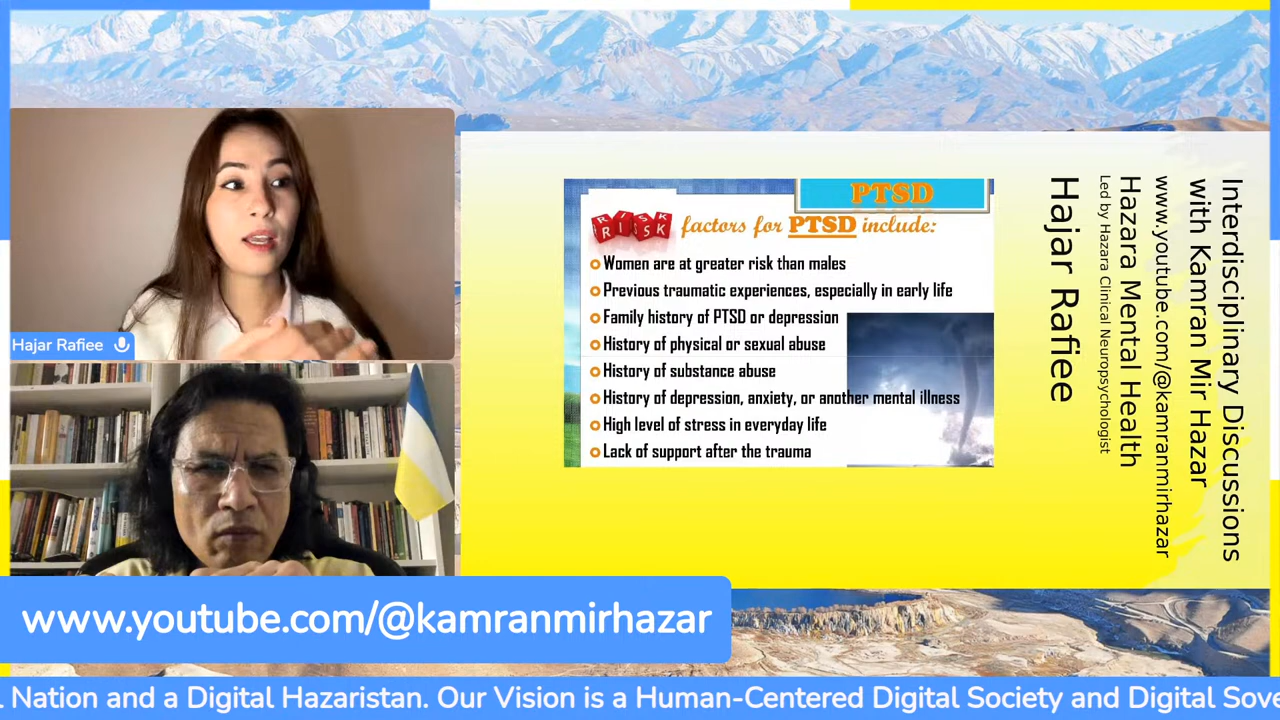 Hajar Rafiee
PTSD
RISK
RISK
factors for PTSD include:
Women are at greater risk than males
Previous traumatic experiences, especially in early life
Family history of PTSD or depression
History of physical or sexual abuse
History of substance abuse
History of depression, anxiety, or another mental illness
High level of stress in everyday life
Lack of support after the trauma
Interdisciplinary Discussions
with Kamran Mir Hazar
www.youtube.com/@kamranmirhazar
Hazara Mental Health
Led by Hazara Clinical Neuropsychologist
Hajar Rafiee
www.youtube.com/@kamranmirhazar
Nation and a Digital Hazaristan. Our Vision is a Human-Centered Digital Society and Digital Sove